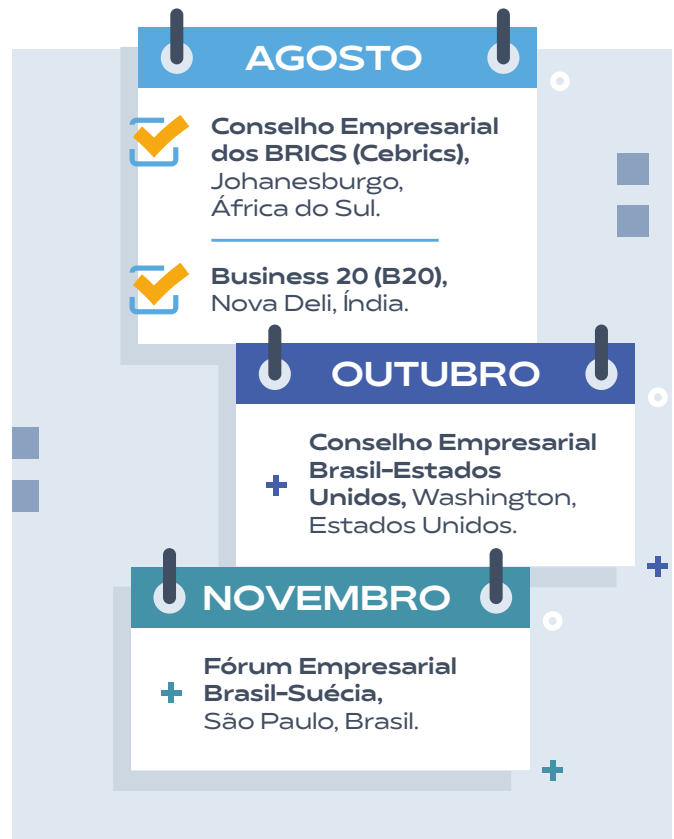 AGOSTO
Conselho Empresarial
dos BRICS (Cebrics),
Johanesburgo,
África do Sul.
Business 20 (B20),
Nova Deli, Índia.
OUTUBRO
Conselho Empresarial
Brasil-Estados
Unidos, Washington,
Estados Unidos.
NOVEMBRO
Fórum Empresarial
Brasil-Suécia,
São Paulo, Brasil.